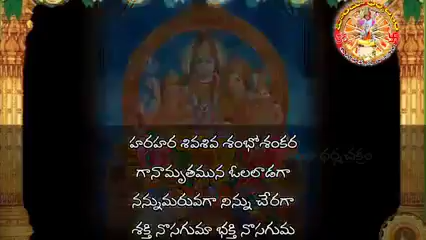 హరహర శివశివ శంభోశంకర
గానామృతమున ఓలలాడగా
నన్నుమరువగా నిన్ను చేరగా
శక్తి నొసగుమా భక్తి నొసగుమ